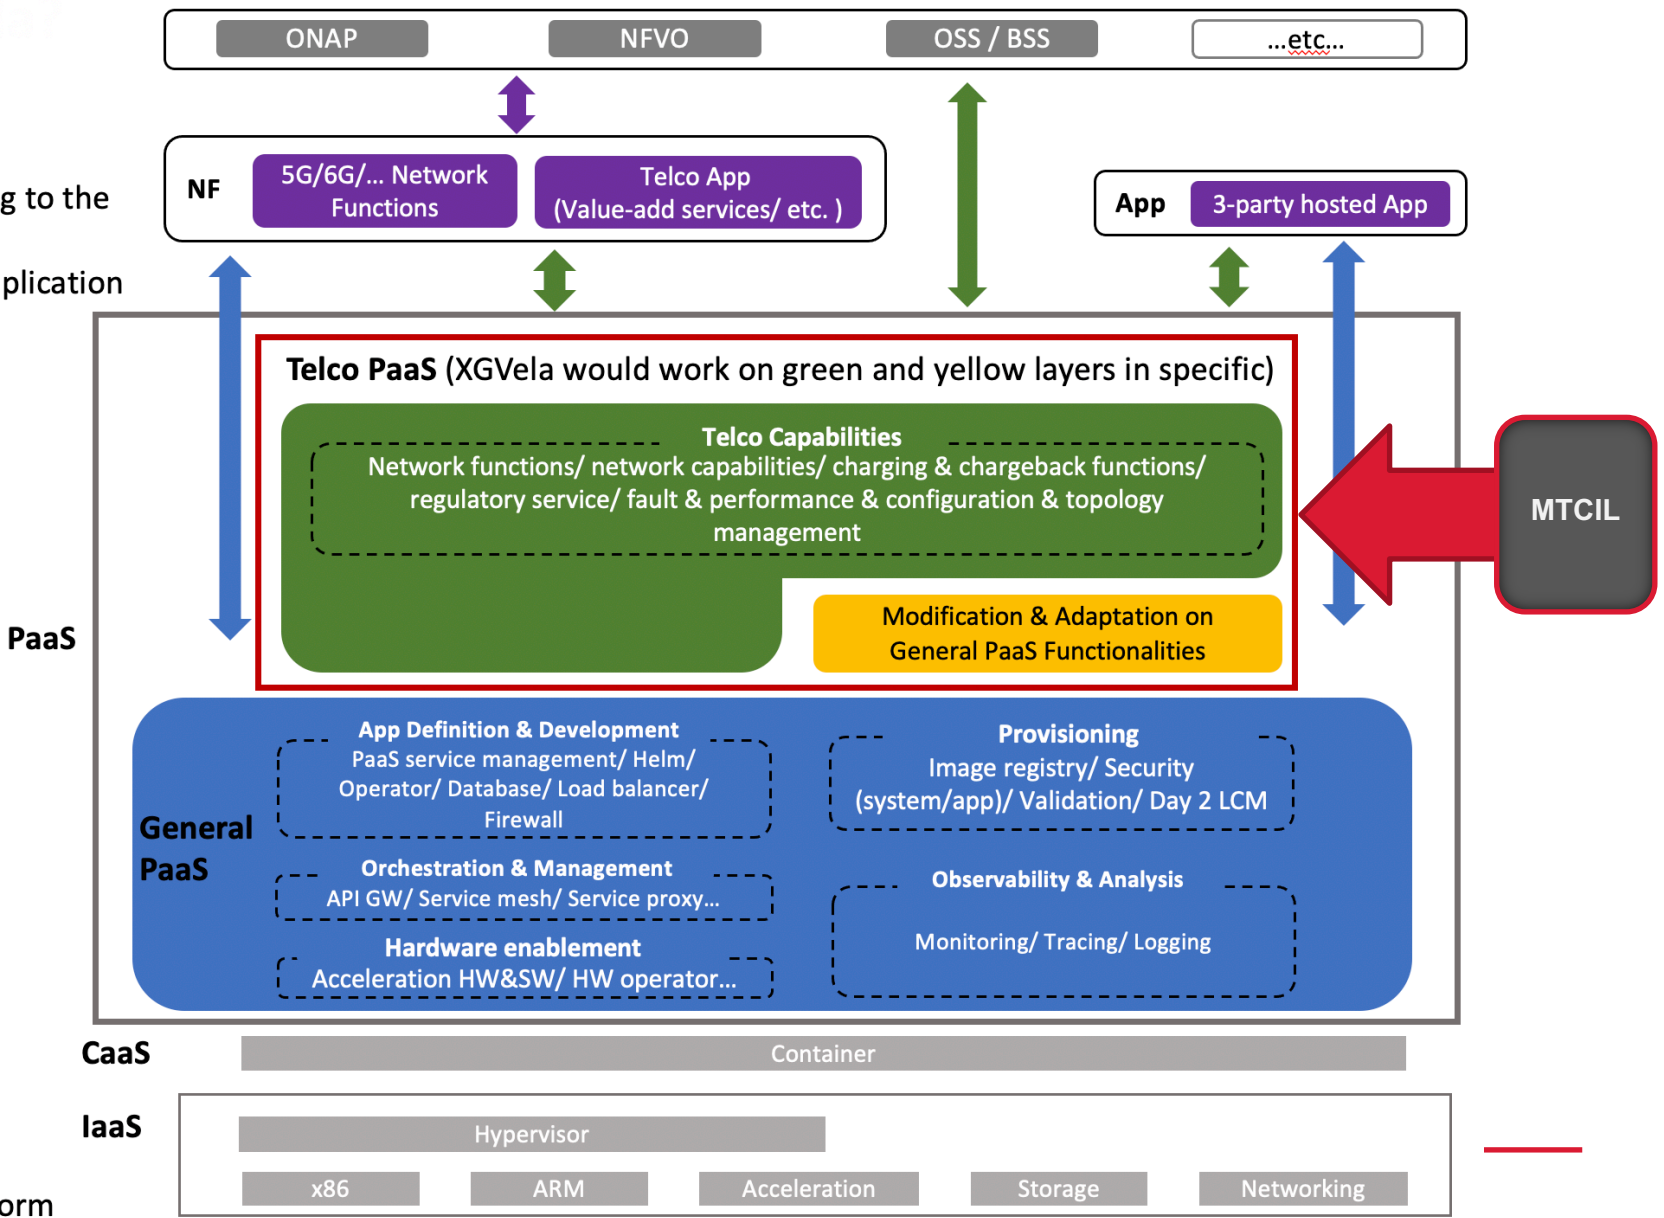 ONAP
NFVO
OSS / BSS
...etc...
NF
5G/6G/... Network
Functions
Telco App
(Value-add services/ etc. )
App
3-party hosted App
g to the
plication
Telco PaaS (XGVela would work on green and yellow layers in specific)
Telco Capabilities
Network functions/ network capabilities/ charging & chargeback functions/
regulatory service/ fault & performance & configuration & topology
management
MTCIL
Modification & Adaptation on
General PaaS Functionalities
PaaS
General
PaaS
App Definition & Development
PaaS service management/ Helm/
Operator/ Database/ Load balancer/
Firewall
Provisioning
Image registry/ Security
(system/app)/ Validation/ Day 2 LCM
Orchestration & Management
API GW/ Service mesh/ Service proxy...
Observability & Analysis
Monitoring/ Tracing/ Logging
Hardware enablement
Acceleration HW&SW/ HW operator...
CaaS
Container
IaaS
Hypervisor
x86
ARM
Acceleration
Storage
Networking
orm